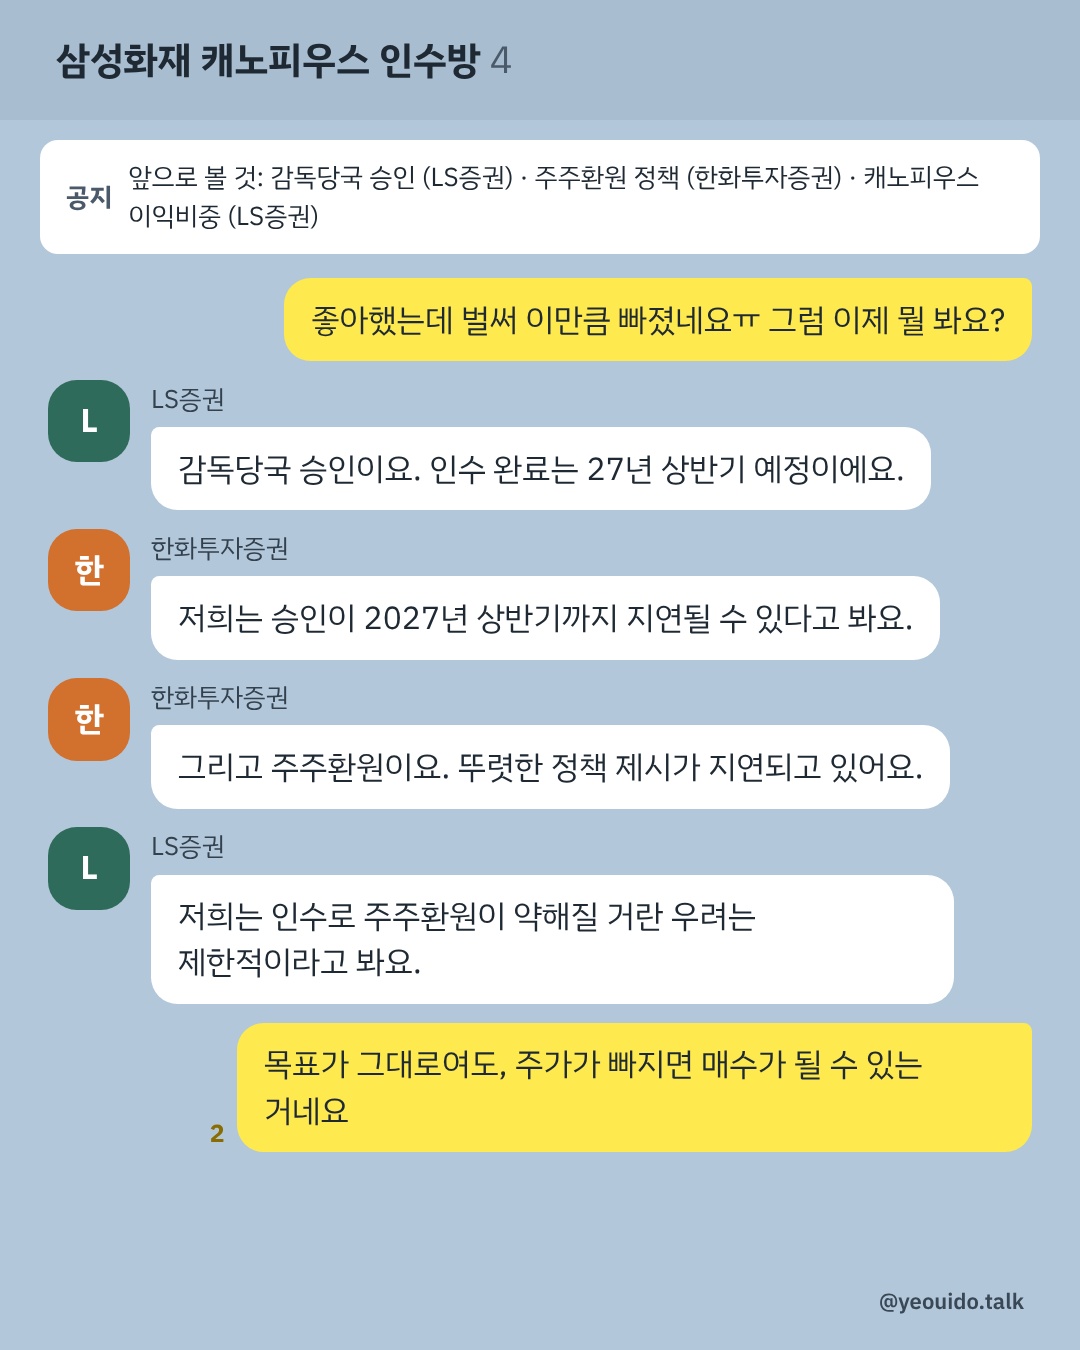 삼성화재 캐노피우스 인수방 4
공지
앞으로 볼 것: 감독당국 승인 (LS증권) · 주주환원 정책 (한화투자증권) · 캐노피우스
이익비중 (LS증권)
좋아했는데 벌써 이만큼 빠졌네요ㅠ 그럼 이제 뭘 봐요?
L
LS증권
감독당국 승인이요. 인수 완료는 27년 상반기 예정이에요.
한
한화투자증권
저희는 승인이 2027년 상반기까지 지연될 수 있다고 봐요.
한
한화투자증권
그리고 주주환원이요. 뚜렷한 정책 제시가 지연되고 있어요.
L
LS증권
저희는 인수로 주주환원이 약해질 거란 우려는
제한적이라고 봐요.
목표가 그대로여도, 주가가 빠지면 매수가 될 수 있는
거네요
2
@yeouido.talk